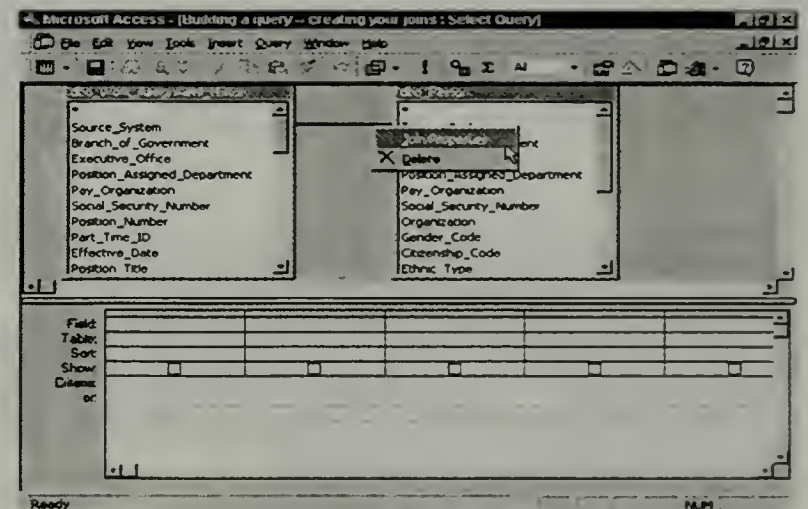 Microsoft Access - [Building a query -- creating your joins : Select Query]
File Edit View Tools Insert Query Window Help
Σ All
*
Source_System
Branch_of_Government
Executive_Office
Position_Assigned_Department
Pay_Organization
Social_Security_Number
Position_Number
Part_Time_ID
Effective_Date
Position Title
*
Delete
Position_Assigned_Department
Pay_Organization
Social_Security_Number
Organization
Gender_Code
Citizenship_Code
Ethnic Type
Field:
Table:
Sort:
Show:
Criteria:
or:
Ready
NUM